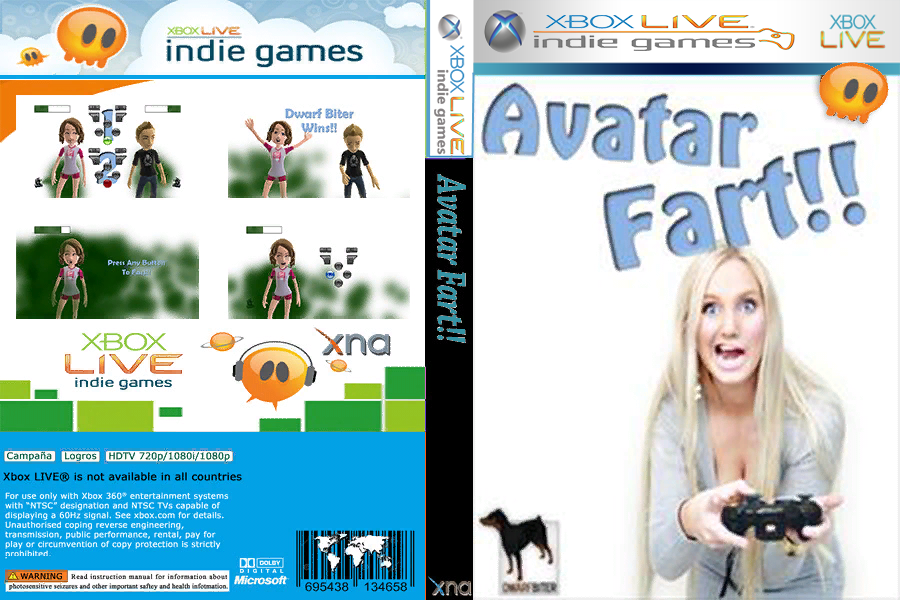 XBOX LIVE
indie games
Dwarf Biter
Wins!!
Press Any Button
To Fart!!
XBOX
LIVE
indie games
xna
Campaña
Logros
HDTV 720p/1080i/1080p
Xbox LIVE® is not available in all countries
For use only with Xbox 360® entertainment systems
with “NTSC” designation and NTSC TVs capable of
displaying a 60Hz signal. See xbox.com for details.
Unauthorised coping reverse engineering,
transmission, public performance, rental, pay for
play or circumvention of copy protection is strictly
prohibited.
WARNING Read instruction manual for information about
photosensitive seizures and other important saftey and health infotmation.
DOLBY
DIGITAL
Microsoft
695438 134658
XBOX LIVE
indie games
Avatar Fart!!
xna
XBOX LIVE
indie games
XBOX
LIVE
Avatar
Fart!!
DWARF BITER